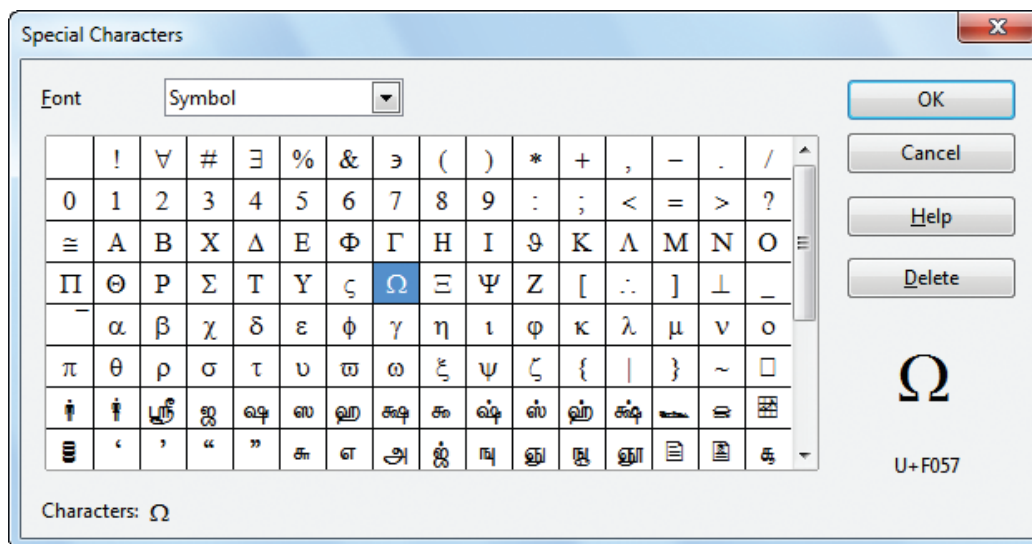 Special Characters
Font Symbol
OK
! ∀ # ∃ % & ϶ ( ) * + , − . /
Cancel
0 1 2 3 4 5 6 7 8 9 : ; < = > ?
Help
≅ Α Β Χ Δ Ε Φ Γ Η Ι ϑ Κ Λ Μ Ν Ο
Π Θ Ρ Σ Τ Υ ς Ω Ξ Ψ Ζ [ ∴ ] ⊥ _
Delete
‾ α β χ δ ε ϕ γ η ι φ κ λ μ ν ο
π θ ρ σ τ υ ϖ ω ξ ψ ζ { | } ~ □
ஸ்ரீ ஜ ஷ ஸ ஹ க்ஷ ஷ் ஸ் ஹ் க்ஷ்
‘ ’ “ ” எ அ ஜ்
Ω
U+F057
Characters: Ω